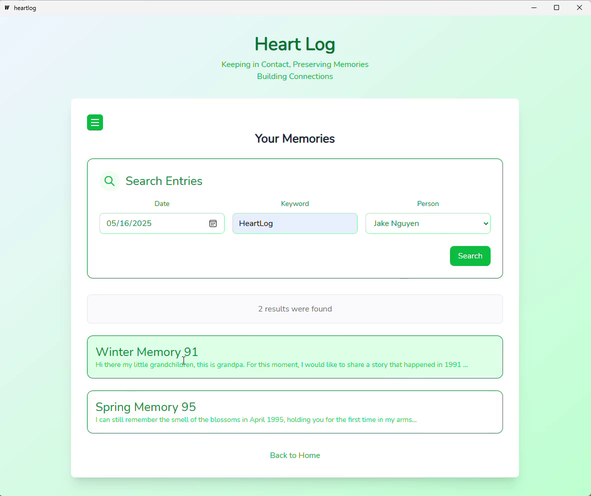 heartlog
Heart Log
Keeping in Contact, Preserving Memories
Building Connections
Your Memories
Search Entries
Date
Keyword
Person
05/16/2025
HeartLog
Jake Nguyen
Search
2 results were found
Winter Memory 91
Hi there my little grandchildren, this is grandpa. For this moment, I would like to share a story that happened in 1991 ...
Spring Memory 95
I can still remember the smell of the blossoms in April 1995, holding you for the first time in my arms...
Back to Home